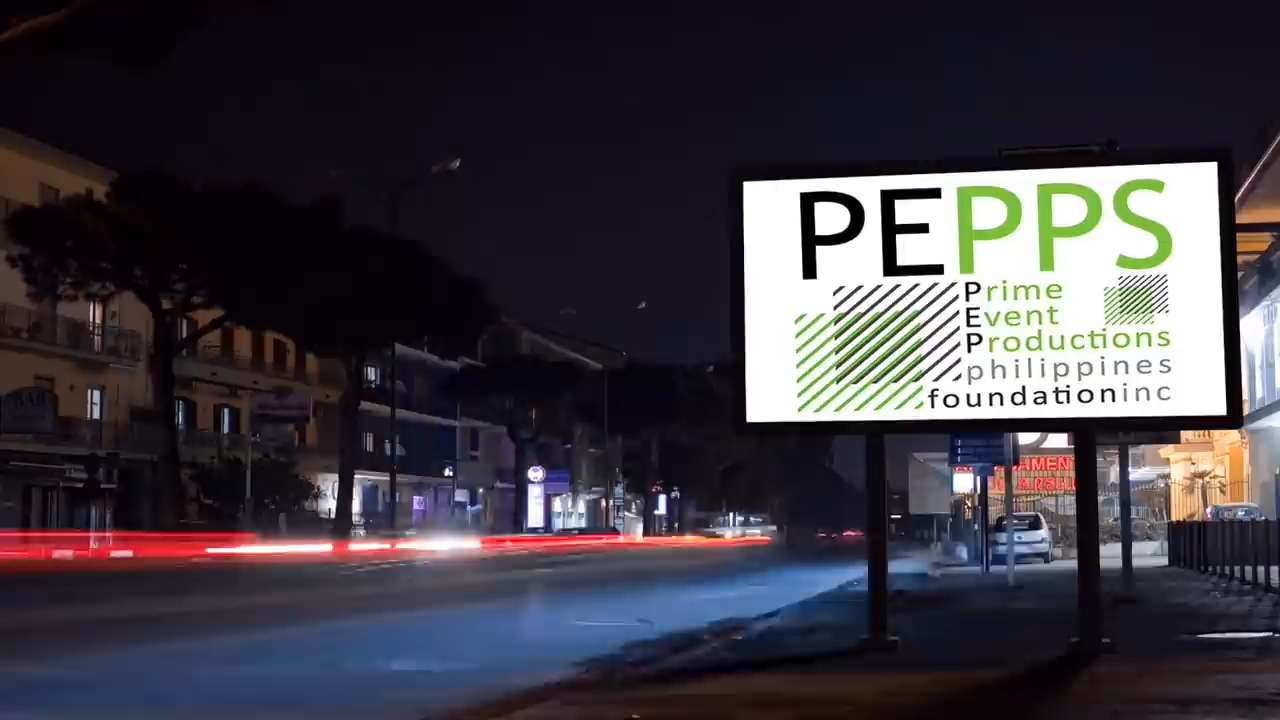 PEPPS
Prime
Event
Productions
philippines
foundationinc